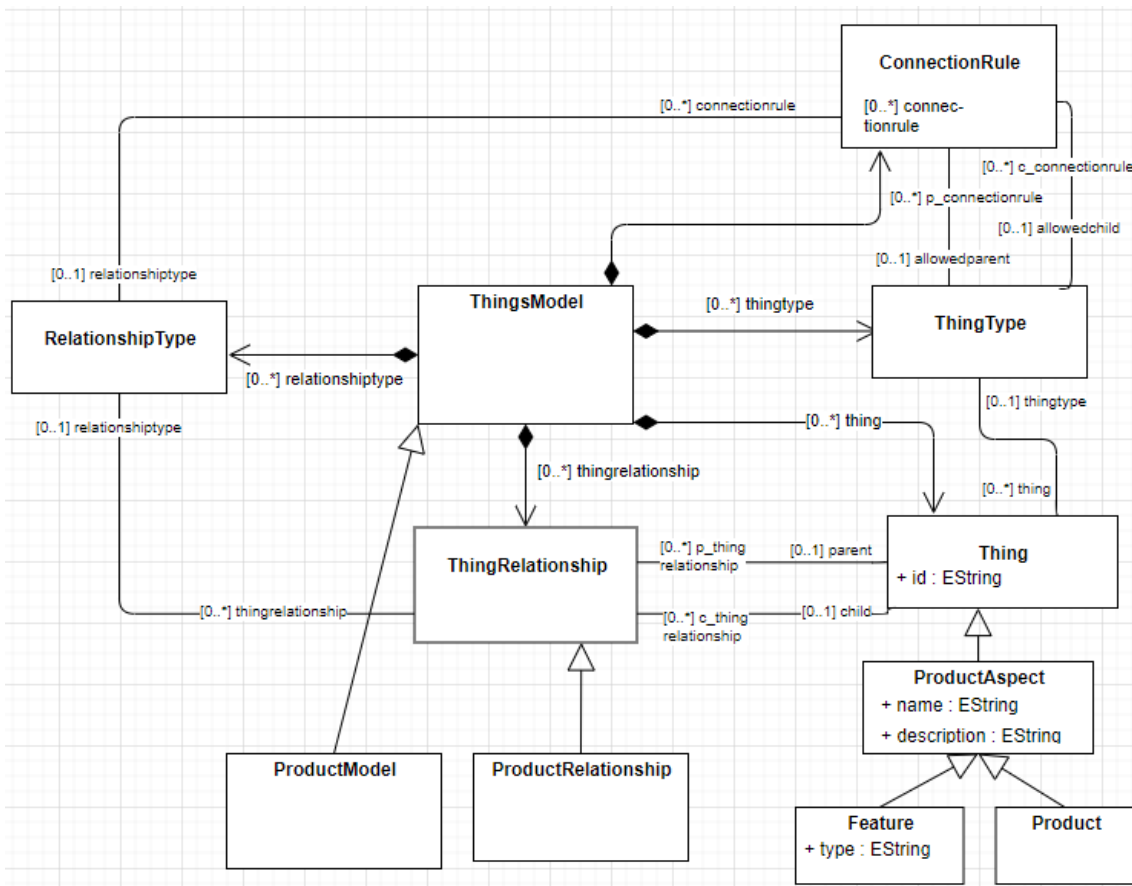 ConnectionRule
[0..*] connectionrule
[0..*] connec-
tionrule
[0..*] c_connectionrule
[0..*] p_connectionrule
[0..1] allowedchild
[0..1] allowedparent
[0..1] relationshiptype
ThingsModel
[0..*] thingtype
ThingType
RelationshipType
[0..*] relationshiptype
[0..1] thingtype
[0..1] relationshiptype
[0..*] thing
[0..*] thingrelationship
[0..*] thing
ThingRelationship
[0..*] p_thing
relationship
[0..1] parent
Thing
+ id : EString
[0..*] thingrelationship
[0..*] c_thing
relationship
[0..1] child
ProductAspect
+ name : EString
+ description : EString
ProductModel
ProductRelationship
Feature
+ type : EString
Product